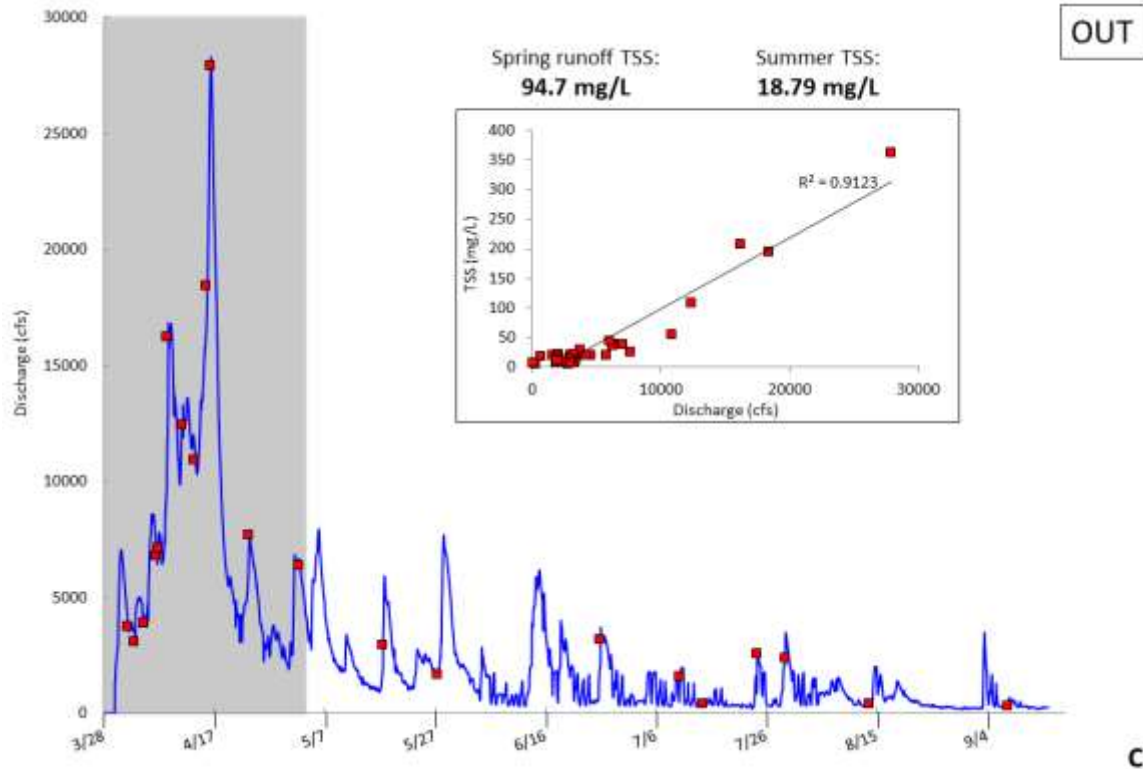 OUT
Spring runoff TSS:
94.7 mg/L
Summer TSS:
18.79 mg/L
Discharge (cfs)
30000
25000
20000
15000
10000
5000
0
3/28
4/17
5/7
5/27
6/16
7/6
7/26
8/15
9/4
TSS (mg/L)
400
350
300
250
200
150
100
50
0
R² = 0.9123
0
10000
20000
30000
Discharge (cfs)
C